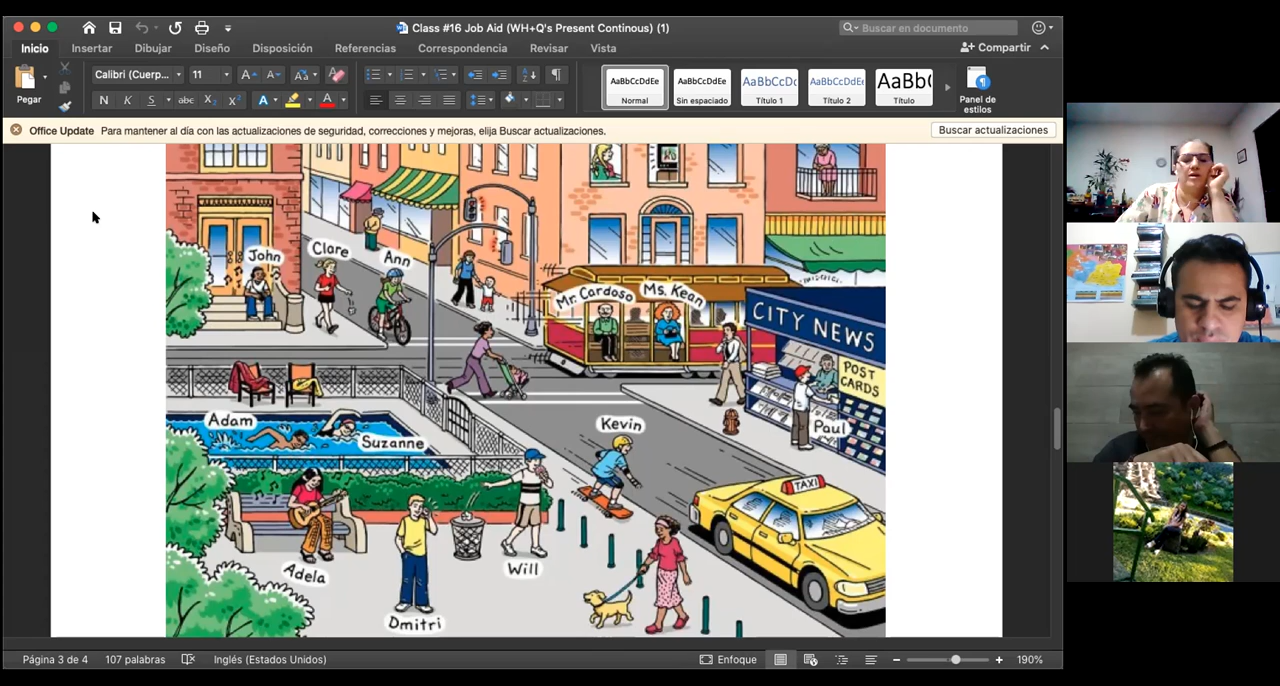 Class #16 Job Aid (WH+Q's Present Continous) (1)
Buscar en documento
Inicio
Insertar
Dibujar
Diseño
Disposición
Referencias
Correspondencia
Revisar
Vista
Compartir
Pegar
Calibri (Cuerp...
11
N K S abc X₂ X²
AaBbCcDdEe
Normal
AaBbCcDdEe
Sin espaciado
AaBbCcDc
Título 1
AaBbCcDdEe
Título 2
AaBb(
Título
Panel de
estilos
Office Update Para mantener al día con las actualizaciones de seguridad, correcciones y mejoras, elija Buscar actualizaciones.
Buscar actualizaciones
John
Clare
Ann
Mr. Cardoso
Ms. Kean
CITY NEWS
POST
CARDS
Adam
Suzanne
Kevin
Paul
TAXI
Adela
Will
Dmitri
Página 3 de 4
107 palabras
Inglés (Estados Unidos)
Enfoque
190%